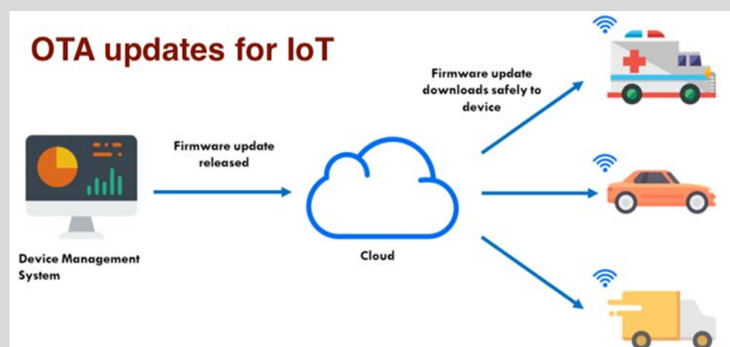 OTA updates for IoT
Firmware update
downloads safely to
device
Firmware update
released
Cloud
Device Management
System